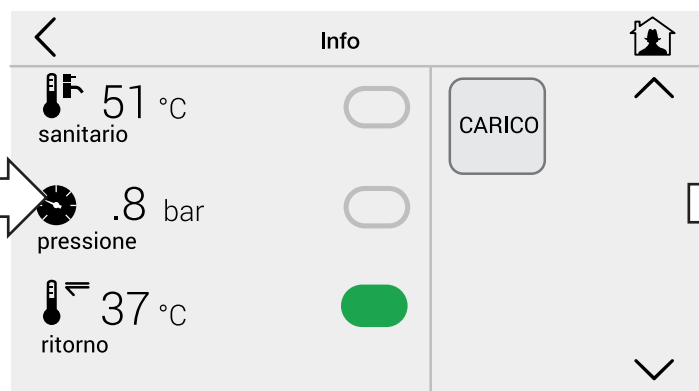 Info
51 °C
sanitario
CARICO
.8 bar
pressione
37 °C
ritorno